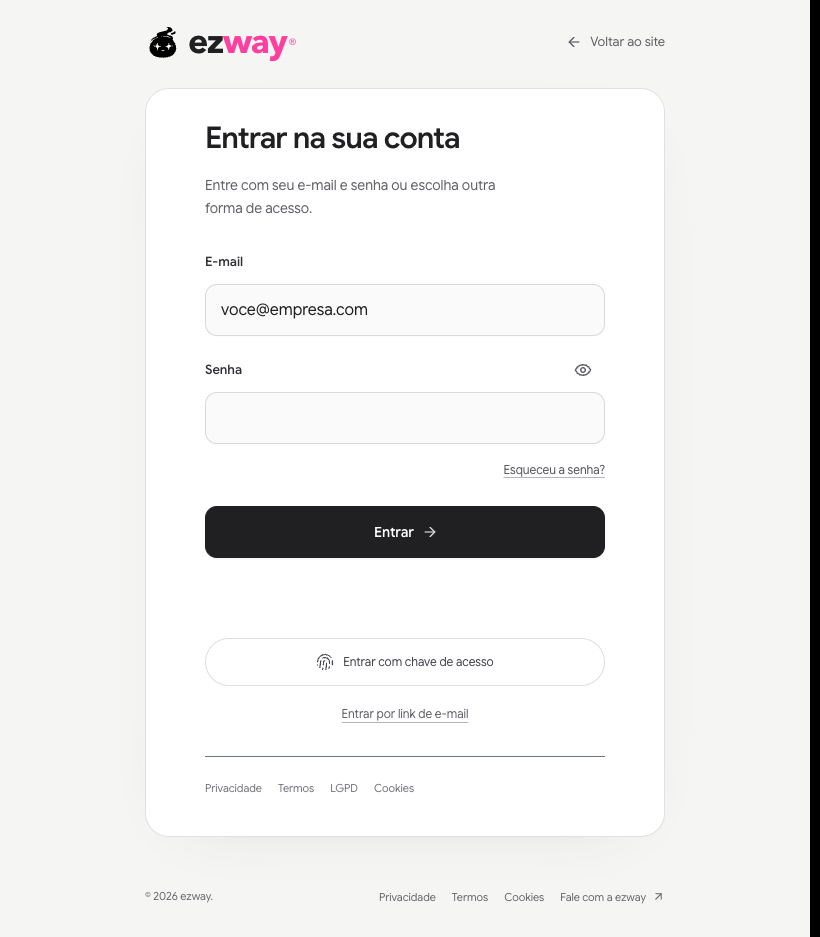 ezway®
Voltar ao site
Entrar na sua conta
Entre com seu e-mail e senha ou escolha outra
forma de acesso.
E-mail
voce@empresa.com
Senha
Esqueceu a senha?
Entrar
Entrar com chave de acesso
Entrar por link de e-mail
Privacidade Termos LGPD Cookies
© 2026 ezway. Privacidade Termos Cookies Fale com a ezway